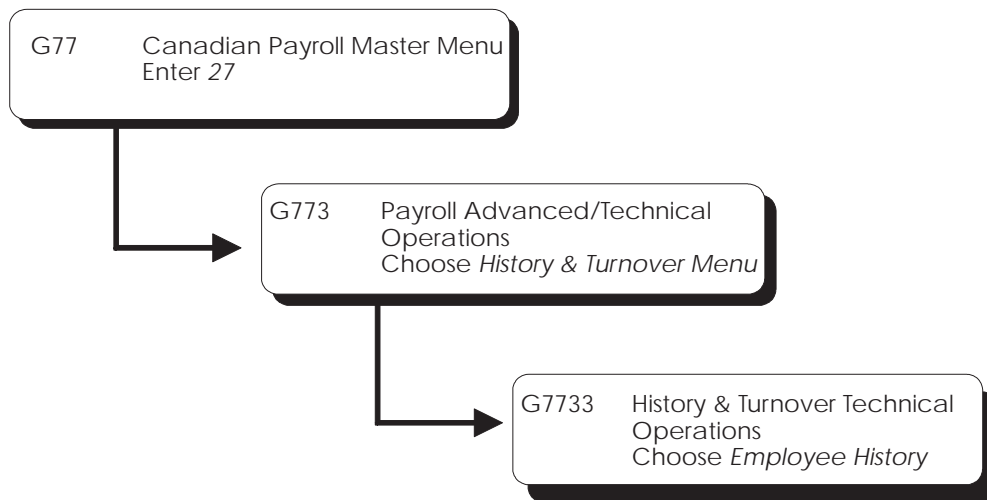 G77 Canadian Payroll Master Menu
Enter 27
G773 Payroll Advanced/Technical
Operations
Choose History & Turnover Menu
G7733 History & Turnover Technical
Operations
Choose Employee History